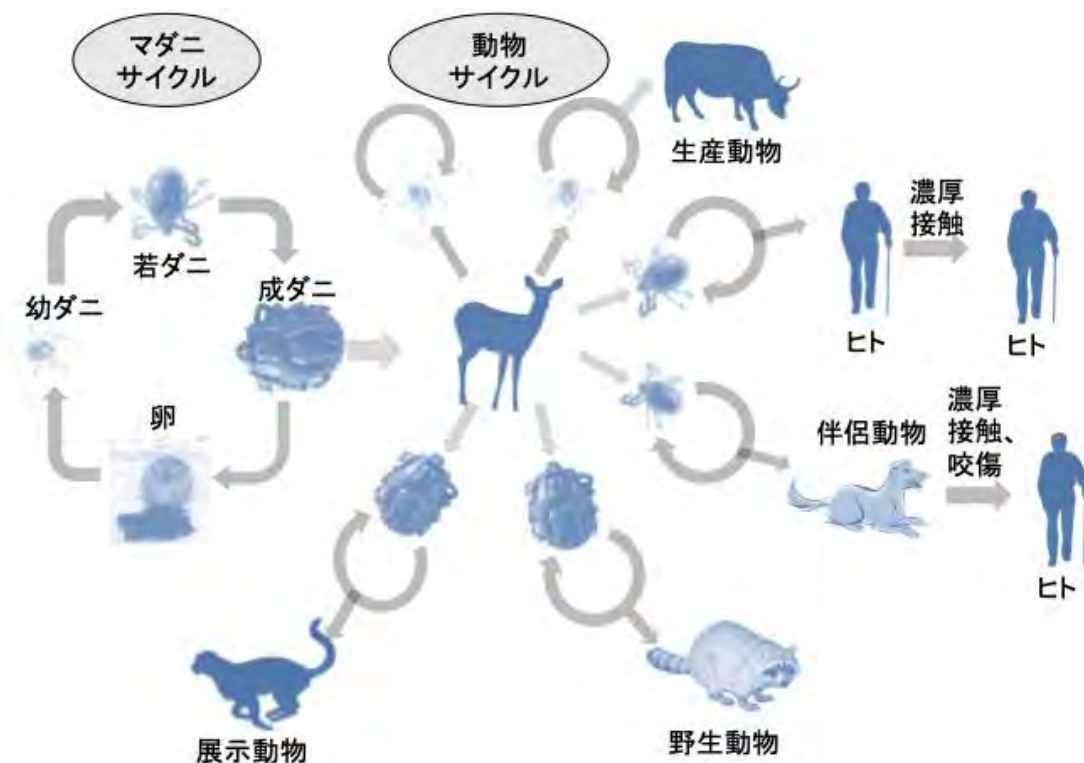 マダニ
サイクル
動物
サイクル
生産動物
若ダニ
成ダニ
幼ダニ
卵
濃厚
接触
ヒト
ヒト
伴侶動物
濃厚
接触、
咬傷
ヒト
展示動物
野生動物